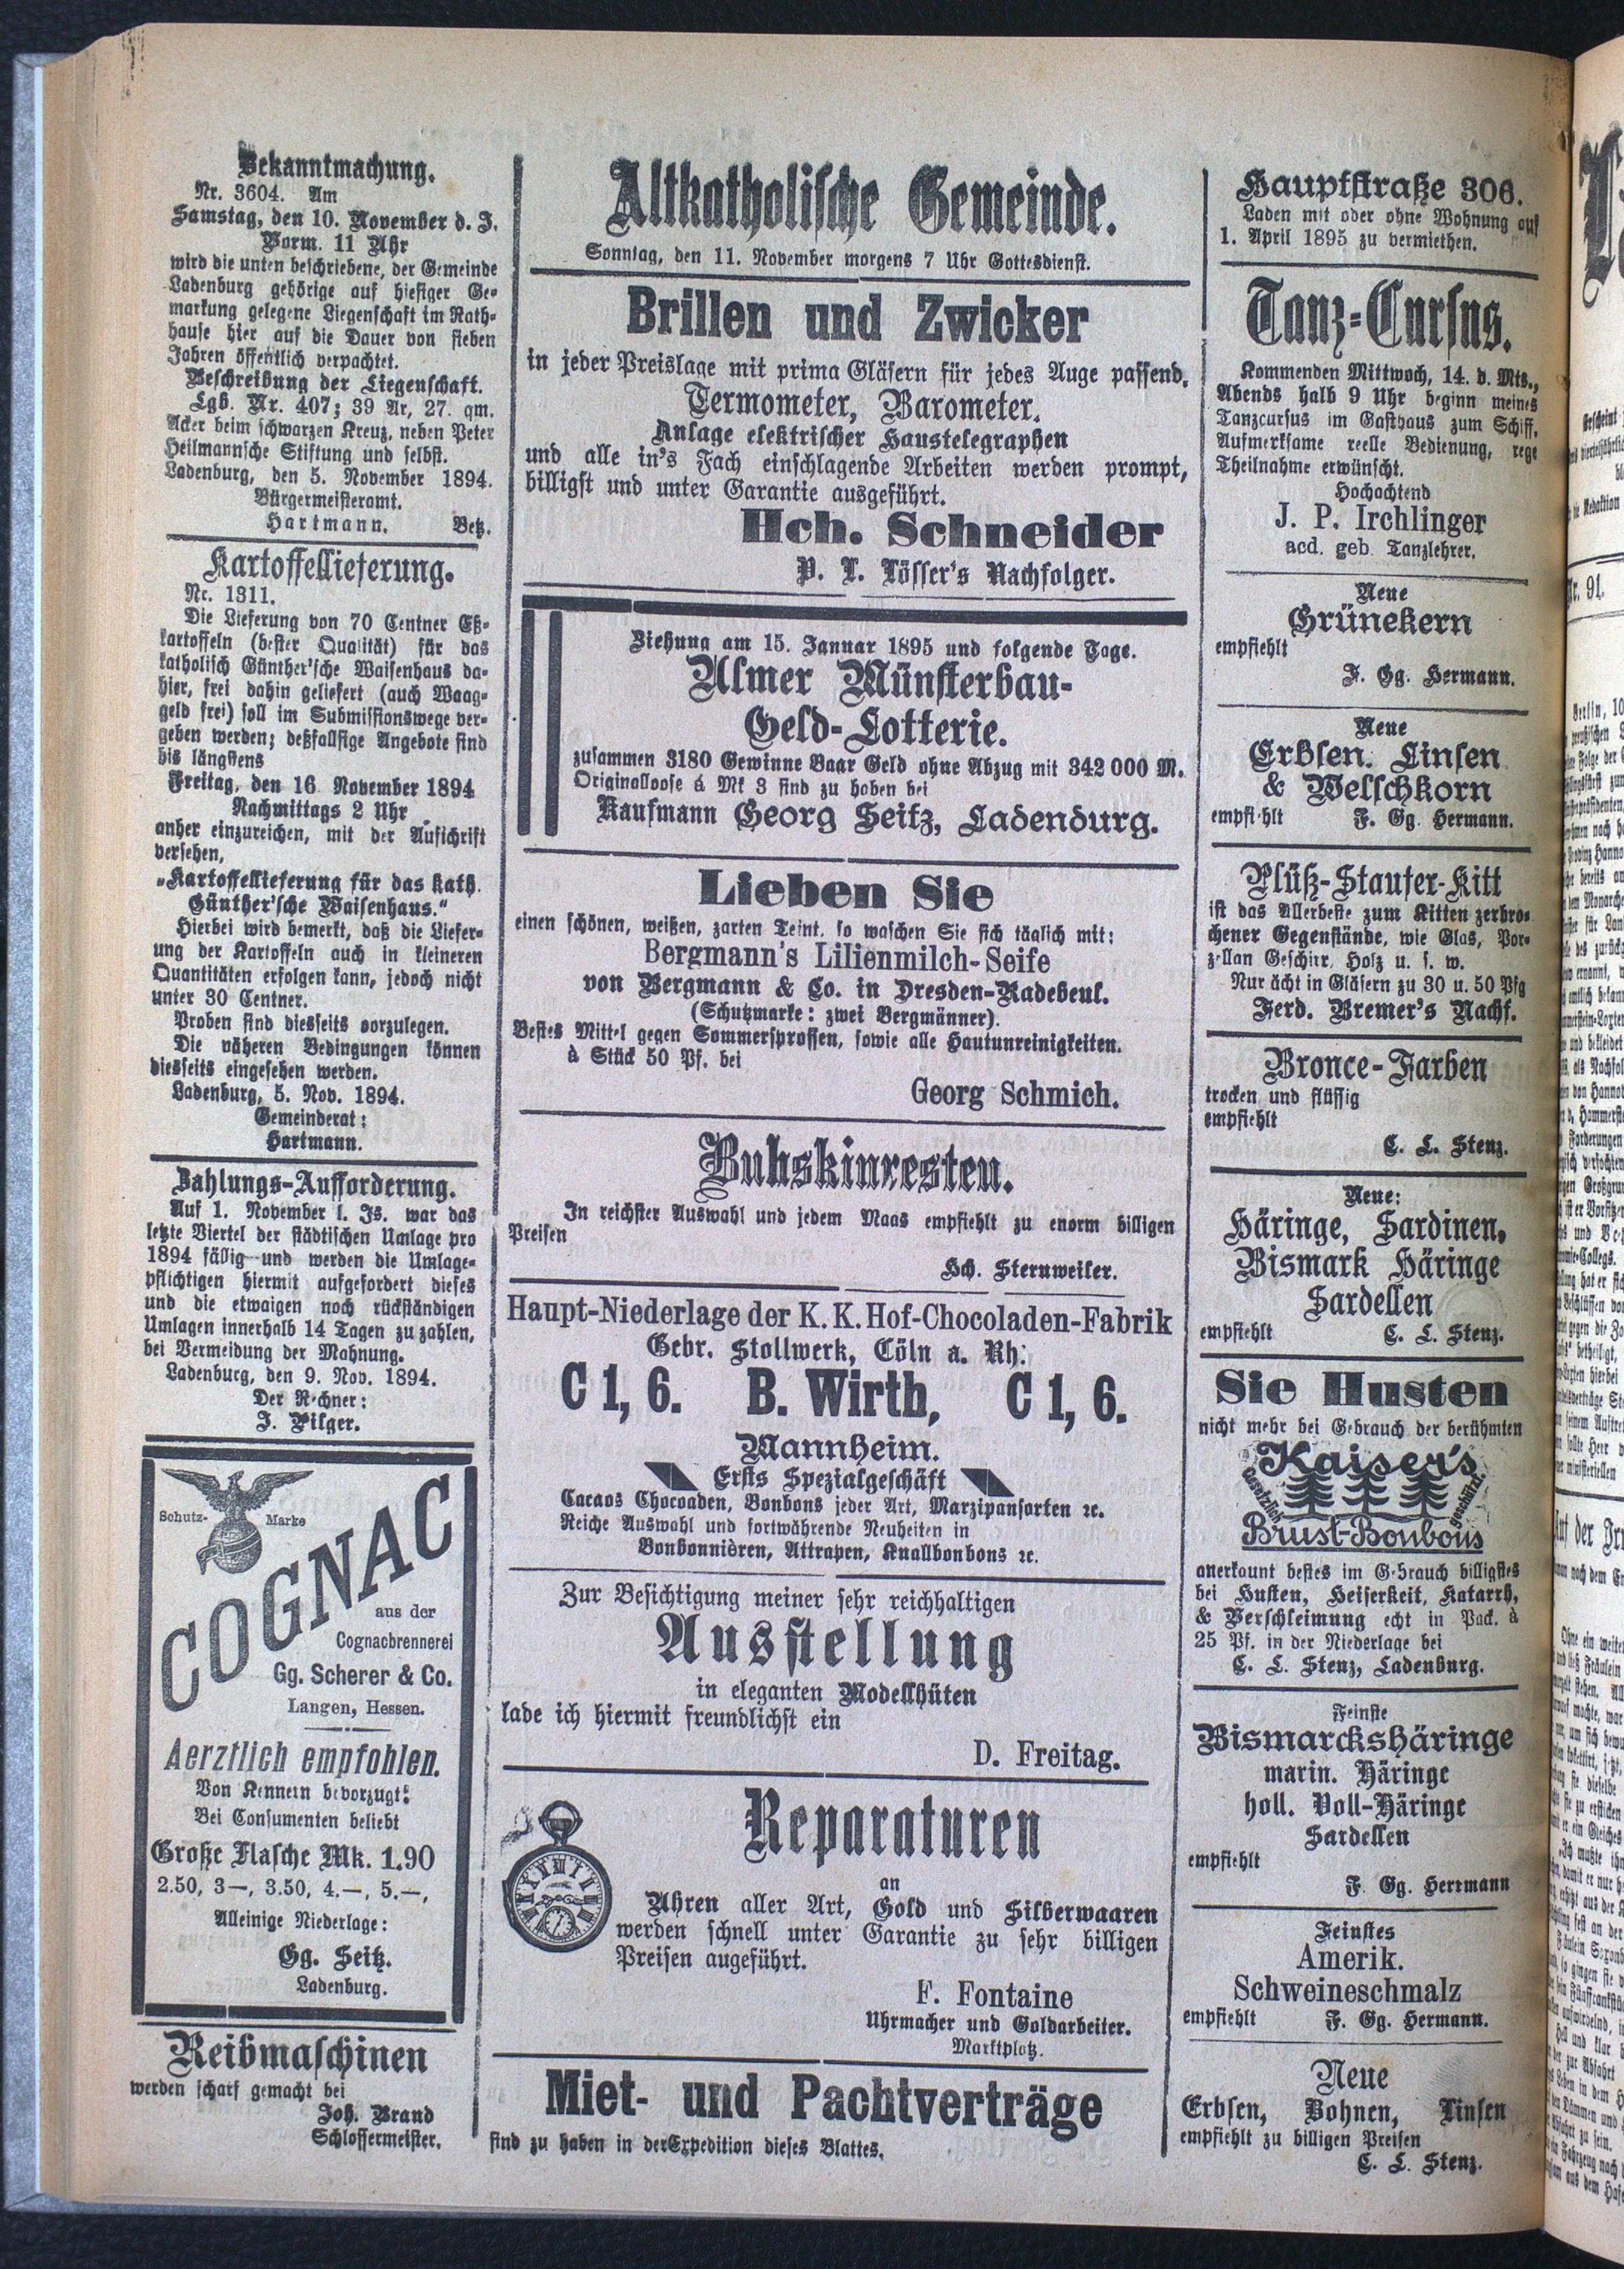 Bekanntmachung.
Nr. 3604. Am
Samstag, den 10. November d. J.
Vorm. 11 Uhr
wird die unten beschriebene, der Gemeinde
Ladenburg gehörige auf hiesiger Ge-
markung gelegene Liegenschaft im Rath-
hause hier auf die Dauer von sieben
Jahren öffentlich verpachtet.
Beschreibung der Liegenschaft.
Lgb. Nr. 407; 39 Ar, 27. qm.
Acker beim schwarzen Kreuz, neben Peter
Heilmannsche Stiftung und selbst.
Ladenburg, den 5. November 1894.
Bürgermeisteramt.
Hartmann. Betz.
Kartoffellieferung.
Nr. 1311.
Die Lieferung von 70 Centner Eß-
kartoffeln (bester Qualität) für das
katholisch Günther'sche Waisenhaus da-
hier, frei dahin geliefert (auch Waag-
geld frei) soll im Submissionswege ver-
geben werden; deßfallsige Angebote sind
bis längstens
Freitag, den 16. November 1894
Nachmittags 2 Uhr
anher einzureichen, mit der Aufschrift
versehen,
„Kartoffellieferung für das kath.
Günther'sche Waisenhaus."
Hierbei wird bemerkt, daß die Liefer-
ung der Kartoffeln auch in kleineren
Quantitäten erfolgen kann, jedoch nicht
unter 30 Centner.
Proben sind diesseits vorzulegen.
Die näheren Bedingungen können
diesseits eingesehen werden.
Ladenburg, 5. Nov. 1894.
Gemeinderat:
Hartmann.
Zahlungs-Aufforderung.
Auf 1. November l. Js. war das
letzte Viertel der städtischen Umlage pro
1894 fällig und werden die Umlage-
pflichtigen hiermit aufgefordert dieses
und die etwaigen noch rückständigen
Umlagen innerhalb 14 Tagen zu zahlen,
bei Vermeidung der Mahnung.
Ladenburg, den 9. Nov. 1894.
Der Rechner:
J. Pilger.
Schutz- Marke
COGNAC
aus der
Cognacbrennerei
Gg. Scherer & Co.
Langen, Hessen.
Aerztlich empfohlen.
Von Kennern bevorzugt!
Bei Consumenten beliebt
Große Flasche Mk. 1.90
2.50, 3—, 3.50, 4.—, 5.—,
Alleinige Niederlage:
Gg. Seitz.
Ladenburg.
Reibmaschinen
werden scharf gemacht bei
Joh. Brand
Schlossermeister.
Altkatholische Gemeinde.
Sonntag, den 11. November morgens 7 Uhr Gottesdienst.
Brillen und Zwicker
in jeder Preislage mit prima Gläsern für jedes Auge passend.
Termometer, Barometer.
Anlage elektrischer Haustelegraphen
und alle in's Fach einschlagende Arbeiten werden prompt,
billigst und unter Garantie ausgeführt.
Hch. Schneider
P. L. Lösser's Nachfolger.
Ziehung am 15. Januar 1895 und folgende Tage.
Ulmer Münsterbau-
Geld-Lotterie.
zusammen 3180 Gewinne Baar Geld ohne Abzug mit 342 000 M.
Originalloose á Mk 3 sind zu haben bei
Kaufmann Georg Seitz, Ladenburg.
Lieben Sie
einen schönen, weißen, zarten Teint, so waschen Sie sich täglich mit:
Bergmann's Lilienmilch-Seife
von Bergmann & Co. in Dresden-Radebeul.
(Schutzmarke: zwei Bergmänner).
Bestes Mittel gegen Sommersprossen, sowie alle Hautunreinigkeiten.
à Stück 50 Pf. bei
Georg Schmich.
Buhskinresten.
In reichster Auswahl und jedem Maas empfiehlt zu enorm billigen
Preisen
Hch. Sternweiler.
Haupt-Niederlage der K. K. Hof-Chocoladen-Fabrik
Gebr. Stollwerk, Cöln a. Rh.
C 1, 6. B. Wirth, C 1, 6.
Mannheim.
Erstes Spezialgeschäft
Cacaos Chocoaden, Bonbons jeder Art, Marzipansorten ꝛc.
Reiche Auswahl und fortwährende Neuheiten in
Bonbonnièren, Attrapen, Knallbonbons ꝛc.
Zur Besichtigung meiner sehr reichhaltigen
Ausstellung
in eleganten Modellhüten
lade ich hiermit freundlichst ein
D. Freitag.
Reparaturen
an
Uhren aller Art, Gold und Silberwaaren
werden schnell unter Garantie zu sehr billigen
Preisen augeführt.
F. Fontaine
Uhrmacher und Goldarbeiter.
Marktplatz.
Miet- und Pachtverträge
sind zu haben in der Expedition dieses Blattes.
Hauptstraße 306.
Laden mit oder ohne Wohnung auf
1. April 1895 zu vermiethen.
Tanz-Cursus.
Kommenden Mittwoch, 14. d. Mts.,
Abends halb 9 Uhr beginn meines
Tanzcursus im Gasthaus zum Schiff.
Aufmerksame reelle Bedienung, rege
Theilnahme erwünscht.
Hochachtend
J. P. Irchlinger
acd. geb. Tanzlehrer.
Neue
Grünekern
empfiehlt
F. Gg. Hermann.
Neue
Erbsen. Linsen
& Welschkorn
empfiehlt F. Gg. Hermann.
Plüß-Staufer-Kitt
ist das Allerbeste zum Kitten zerbro-
chener Gegenstände, wie Glas, Por-
zellan Geschirr, Holz u. s. w.
Nur ächt in Gläsern zu 30 u. 50 Pfg
Ferd. Bremer's Nachf.
Bronce-Farben
trocken und flüssig
empfiehlt
C. L. Stenz.
Neue:
Häringe, Sardinen,
Bismark Häringe
Sardellen
empfiehlt C. L. Stenz.
Sie Husten
nicht mehr bei Gebrauch der berühmten
Kaiser's
Gesetzlich geschützt.
Brust-Bonbons
anerkannt bestes im Gebrauch billigstes
bei Husten, Heiserkeit, Katarrh,
& Verschleimung echt in Pack. à
25 Pf. in der Niederlage bei
C. L. Stenz, Ladenburg.
Feinste
Bismarckshäringe
marin. Häringe
holl. Voll-Häringe
Sardellen
empfiehlt
F. Gg. Herrmann
Feinstes
Amerik.
Schweineschmalz
empfiehlt F. Gg. Hermann.
Neue
Erbsen, Bohnen, Linsen
empfiehlt zu billigen Preisen
C. L. Stenz.
Nr. 91.